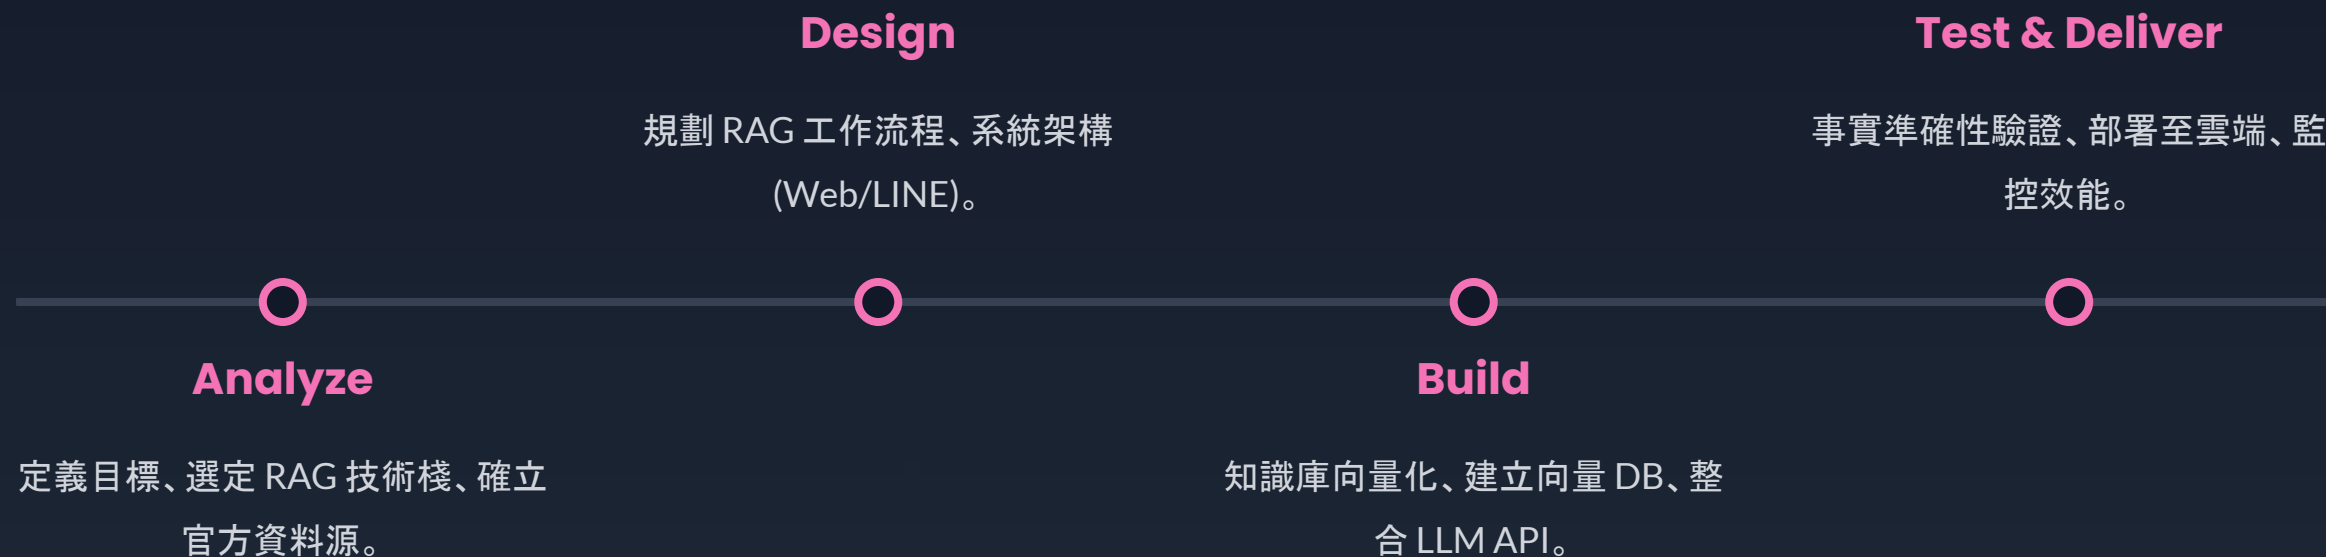 Design
規劃 RAG 工作流程、系統架構
(Web/LINE)。
Test & Deliver
事實準確性驗證、部署至雲端、監
控效能。
Analyze
定義目標、選定 RAG 技術棧、確立
官方資料源。
Build
知識庫向量化、建立向量 DB、整
合 LLM API。